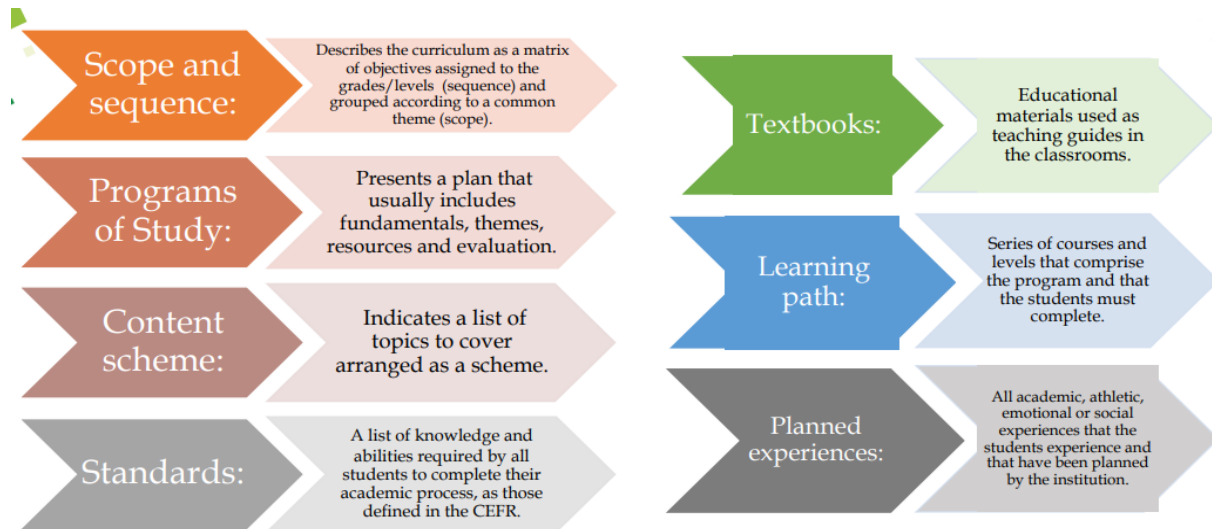 Scope and
sequence:
Describes the curriculum as a matrix
of objectives assigned to the
grades/levels (sequence) and
grouped according to a common
theme (scope).
Programs
of Study:
Presents a plan that
usually includes
fundamentals, themes,
resources and evaluation.
Content
scheme:
Indicates a list of
topics to cover
arranged as a scheme.
Standards:
A list of knowledge and
abilities required by all
students to complete their
academic process, as those
defined in the CEFR.
Textbooks:
Educational
materials used as
teaching guides in
the classrooms.
Learning
path:
Series of courses and
levels that comprise
the program and that
the students must
complete.
Planned
experiences:
All academic, athletic,
emotional or social
experiences that the
students experience and
that have been planned
by the institution.